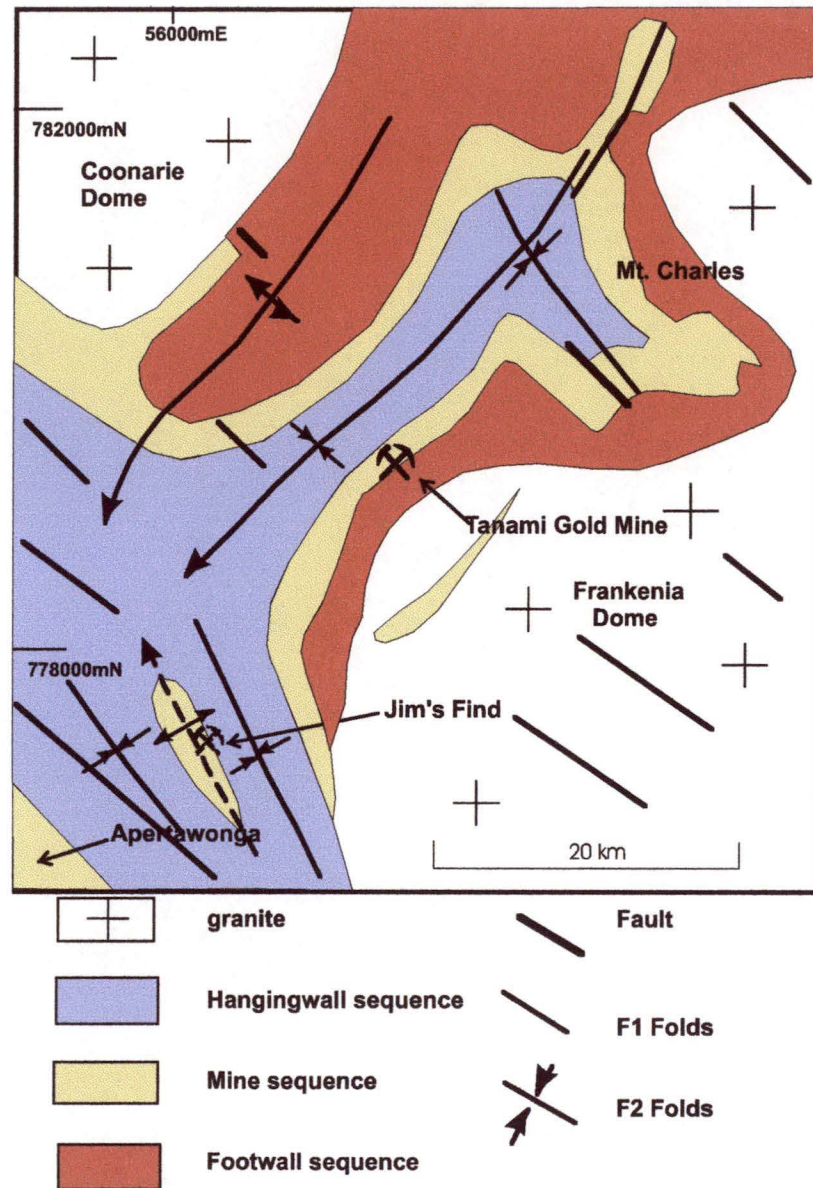 56000mE
782000mN
Coonarie
Dome
Mt. Charles
Tanami Gold Mine
Frankenia
Dome
778000mN
Jim's Find
Apertawonga
20 km
granite
Fault
Hangingwall sequence
F1 Folds
Mine sequence
F2 Folds
Footwall sequence